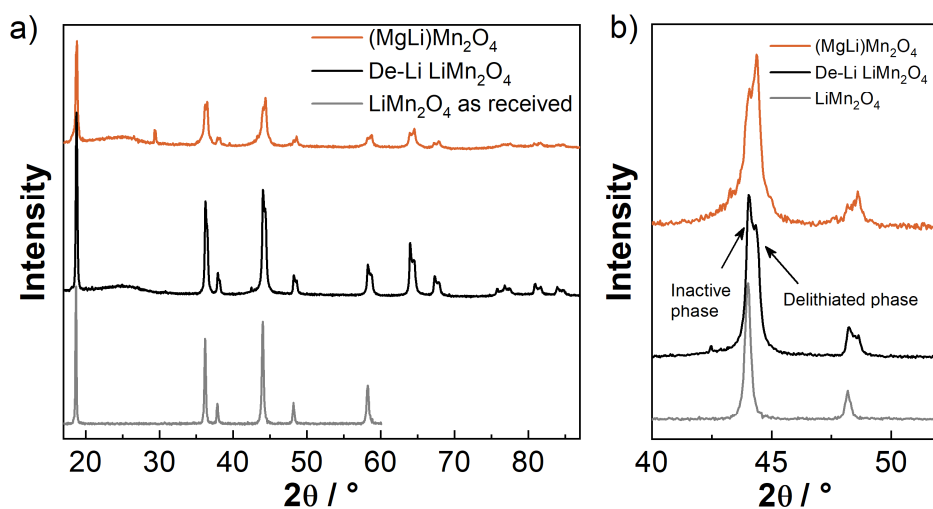 a)
(MgLi)Mn₂O₄
De-Li LiMn₂O₄
LiMn₂O₄ as received
Intensity
20 30 40 50 60 70 80
2θ / °
b)
(MgLi)Mn₂O₄
De-Li LiMn₂O₄
LiMn₂O₄
Inactive
phase
Delithiated phase
Intensity
40 45 50
2θ / °